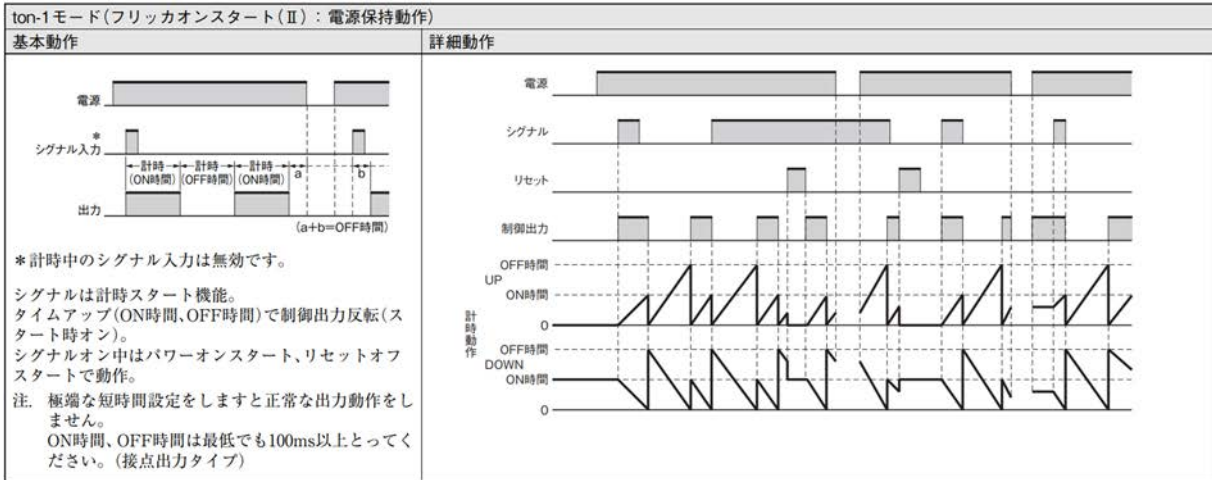 ton-1モード(フリッカオンスタート(Ⅱ):電源保持動作)
基本動作
電源
*
シグナル入力
計時
(ON時間)
計時
(OFF時間)
計時
(ON時間)
a
b
出力
(a+b=OFF時間)
*計時中のシグナル入力は無効です。
シグナルは計時スタート機能。
タイムアップ(ON時間、OFF時間)で制御出力反転(ス
タート時オン)。
シグナルオン中はパワーオンスタート、リセットオフ
スタートで動作。
注. 極端な短時間設定をしますと正常な出力動作をし
ません。
ON時間、OFF時間は最低でも100ms以上とってく
ださい。(接点出力タイプ)
詳細動作
電源
シグナル
リセット
制御出力
計時動作
OFF時間
UP
ON時間
0
OFF時間
DOWN
ON時間
0